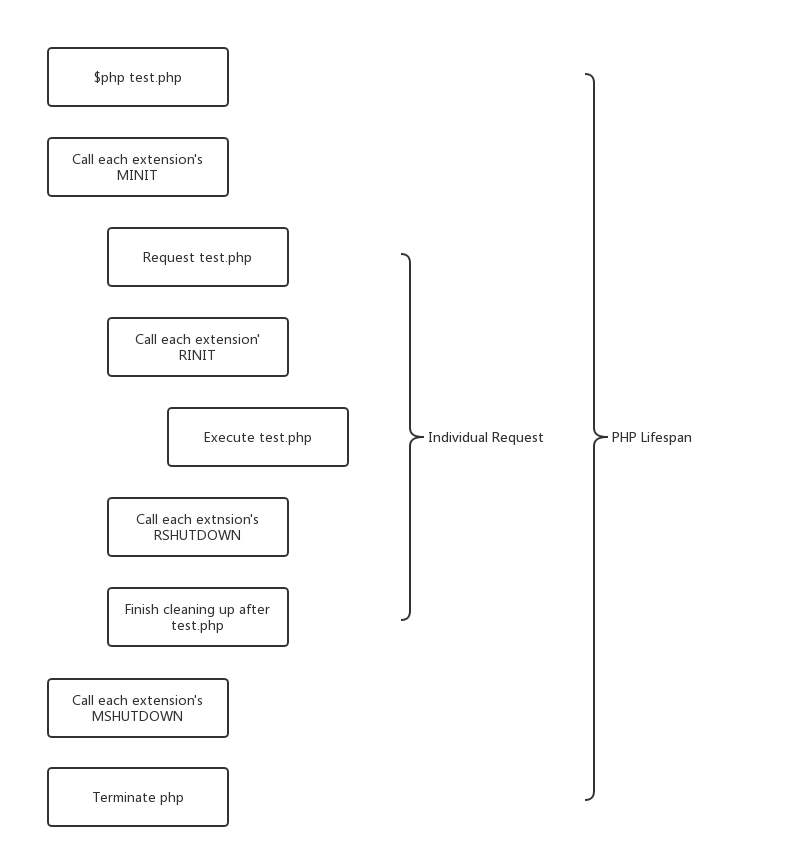 $php test.php
Call each extension's
MINIT
Request test.php
Call each extension'
RINIT
Execute test.php
Individual Request
PHP Lifespan
Call each extnsion's
RSHUTDOWN
Finish cleaning up after
test.php
Call each extension's
MSHUTDOWN
Terminate php